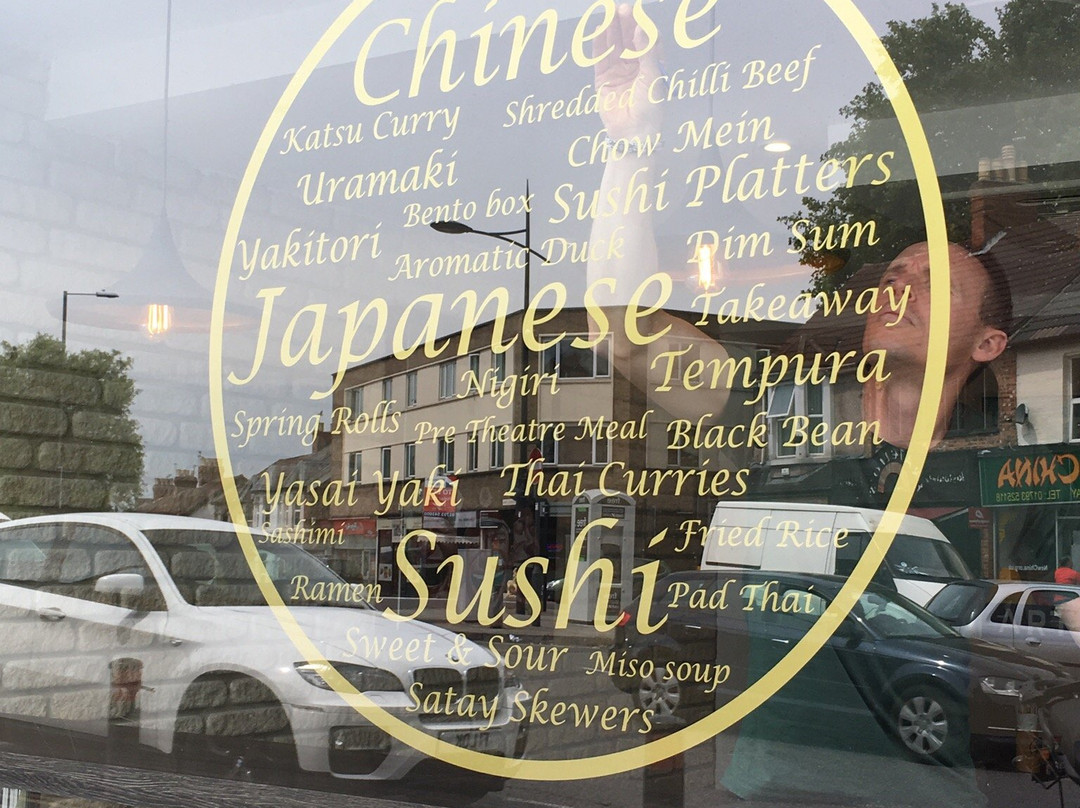 Chinese
Katsu Curry
Shredded Chilli Beef
Chow Mein
Uramaki
Bento box
Sushi Platters
Yakitori
Aromatic Duck
Dim Sum
Japanese
Takeaway
Nigiri
Tempura
Spring Rolls
Pre Theatre Meal
Black Bean
Yasai Yaki
Thai Curries
Sashimi
Sushi
Fried Rice
Ramen
Pad Thai
Sweet & Sour
Miso soup
Satay Skewers
CHINA